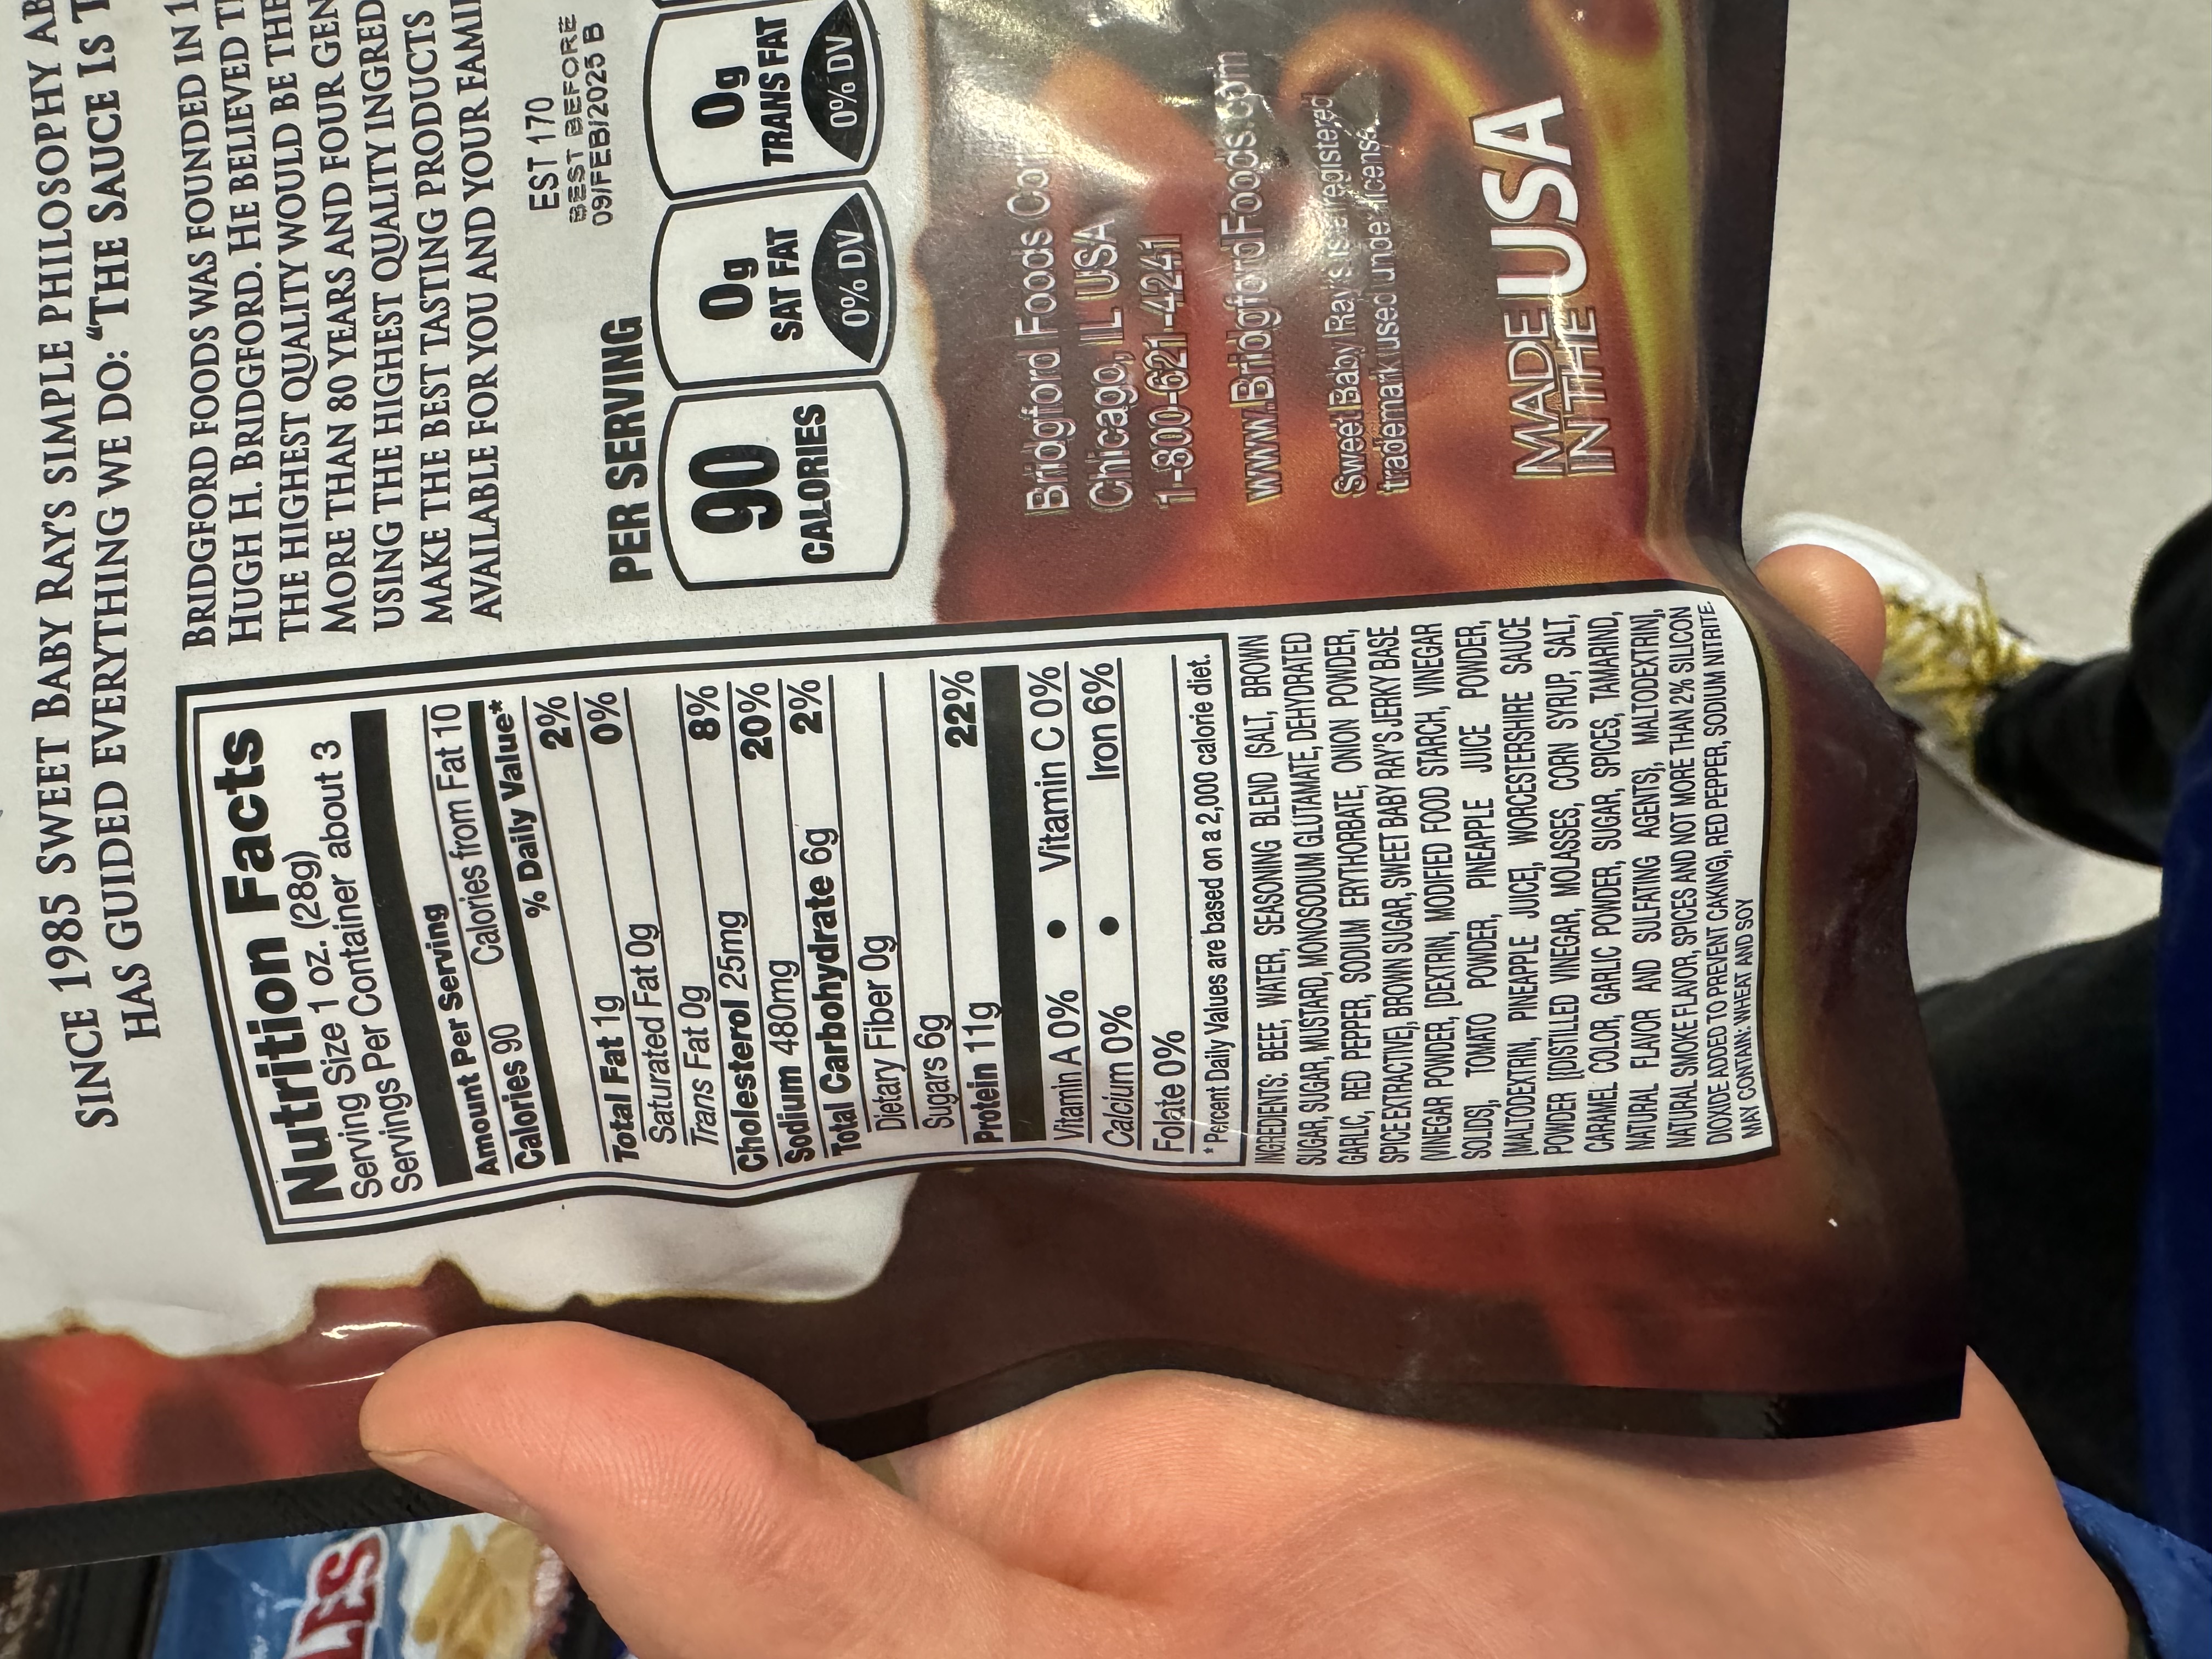 SINCE 1985 SWEET BABY RAY'S SIMPLE PHILOSOPHY
HAS GUIDED EVERYTHING WE DO: "THE SAUCE IS
Nutrition Facts
Serving Size 1 oz. (28g)
Servings Per Container about 3
Amount Per Serving
Calories 90 Calories from Fat 10
% Daily Value*
Total Fat 1g 2%
Saturated Fat 0g 0%
Trans Fat 0g
Cholesterol 25mg 8%
Sodium 480mg 20%
Total Carbohydrate 6g 2%
Dietary Fiber 0g
Sugars 6g
Protein 11g 22%
Vitamin A 0% • Vitamin C 0%
Calcium 0% • Iron 6%
Folate 0%
* Percent Daily Values are based on a 2,000 calorie diet.
INGREDIENTS: BEEF, WATER, SEASONING BLEND (SALT, BROWN
SUGAR, SUGAR, MUSTARD, MONOSODIUM GLUTAMATE, DEHYDRATED
GARLIC, RED PEPPER, SODIUM ERYTHORBATE, ONION POWDER,
SPICE EXTRACTIVE), BROWN SUGAR, SWEET BABY RAY'S JERKY BASE
(VINEGAR POWDER, [DEXTRIN, MODIFIED FOOD STARCH, VINEGAR
SOLIDS], TOMATO POWDER, PINEAPPLE JUICE POWDER,
[MALTODEXTRIN, PINEAPPLE JUICE], WORCESTERSHIRE SAUCE
POWDER [{DISTILLED VINEGAR, MOLASSES, CORN SYRUP, SALT,
CARAMEL COLOR, GARLIC POWDER, SUGAR, SPICES, TAMARIND,
NATURAL FLAVOR AND SULFATING AGENTS}, MALTODEXTRIN],
NATURAL SMOKE FLAVOR, SPICES AND NOT MORE THAN 2% SILICON
DIOXIDE ADDED TO PREVENT CAKING), RED PEPPER, SODIUM NITRITE.
MAY CONTAIN: WHEAT AND SOY
BRIDGFORD FOODS WAS FOUNDED IN
HUGH H. BRIDGFORD. HE BELIEVED
THE HIGHEST QUALITY WOULD BE THE
MORE THAN 80 YEARS AND FOUR
USING THE HIGHEST QUALITY
MAKE THE BEST TASTING PRODUCTS
AVAILABLE FOR YOU AND YOUR
EST 170
BEST BEFORE
09/FEB/2025 B
PER SERVING
90
CALORIES
0g
SAT FAT
0% DV
0g
TRANS FAT
0% DV
Bridgford Foods
Chicago, IL USA
1-800-621-4241
www.BridgfordFoods.com
Sweet Baby Ray's is a registered
trademark used under license
MADE
IN THE USA